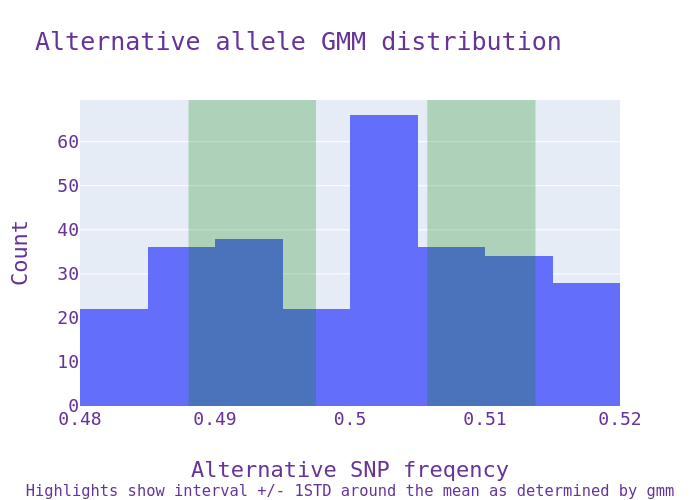 Alternative allele GMM distribution
Count
60
50
40
30
20
10
0
0.48 0.49 0.5 0.51 0.52
Alternative SNP freqency
Highlights show interval +/- 1STD around the mean as determined by gmm